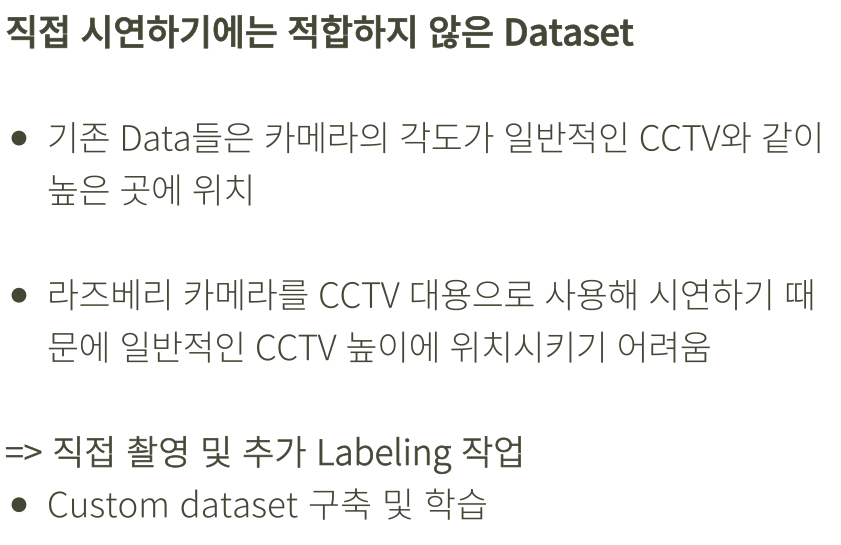 직접 시연하기에는 적합하지 않은 Dataset
● 기존 Data들은 카메라의 각도가 일반적인 CCTV와 같이
높은 곳에 위치
● 라즈베리 카메라를 CCTV 대용으로 사용해 시연하기 때
문에 일반적인 CCTV 높이에 위치시키기 어려움
=> 직접 촬영 및 추가 Labeling 작업
● Custom dataset 구축 및 학습